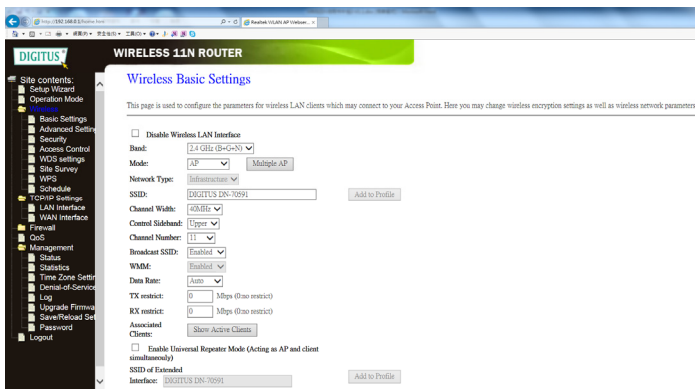 http://192.168.0.1/home.htm
Realtek WLAN AP Webser...
DIGITUS
WIRELESS 11N ROUTER
Site contents:
Setup Wizard
Operation Mode
Wireless
Basic Settings
Advanced Setting
Security
Access Control
WDS settings
Site Survey
WPS
Schedule
TCP/IP Settings
LAN Interface
WAN Interface
Firewall
QoS
Management
Status
Statistics
Time Zone Settin
Denial-of-Service
Log
Upgrade Firmwa
Save/Reload Set
Password
Logout
Wireless Basic Settings
This page is used to configure the parameters for wireless LAN clients which may connect to your Access Point. Here you may change wireless encryption settings as well as wireless network parameters
Disable Wireless LAN Interface
Band: 2.4 GHz (B+G+N)
Mode: AP Multiple AP
Network Type: Infrastructure
SSID: DIGITUS DN-70591 Add to Profile
Channel Width: 40MHz
Control Sideband: Upper
Channel Number: 11
Broadcast SSID: Enabled
WMM: Enabled
Data Rate: Auto
TX restrict: 0 Mbps (0:no restrict)
RX restrict: 0 Mbps (0:no restrict)
Associated
Clients: Show Active Clients
Enable Universal Repeater Mode (Acting as AP and client
simultaneouly)
SSID of Extended
Interface: DIGITUS DN-70591 Add to Profile